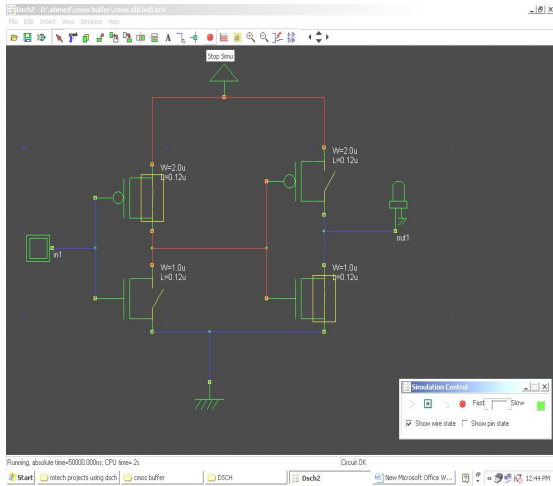 Dsch2 - D:\ahmed\cmos buffer\cmos old buff.sch
File Edit Insert View Simulate Help
A
Stop Simu
W=2.0u
L=0.12u
W=2.0u
L=0.12u
in1
out1
W=1.0u
L=0.12u
W=1.0u
L=0.12u
Simulation Control
Fast
Slow
Show wire state
Show pin state
Running, absolute time=50000.000ns; CPU time= 2s
Circuit OK
Start
mtech projects using dsch
cmos buffer
DSCH
Dsch2
New Microsoft Office W...
12:44 PM